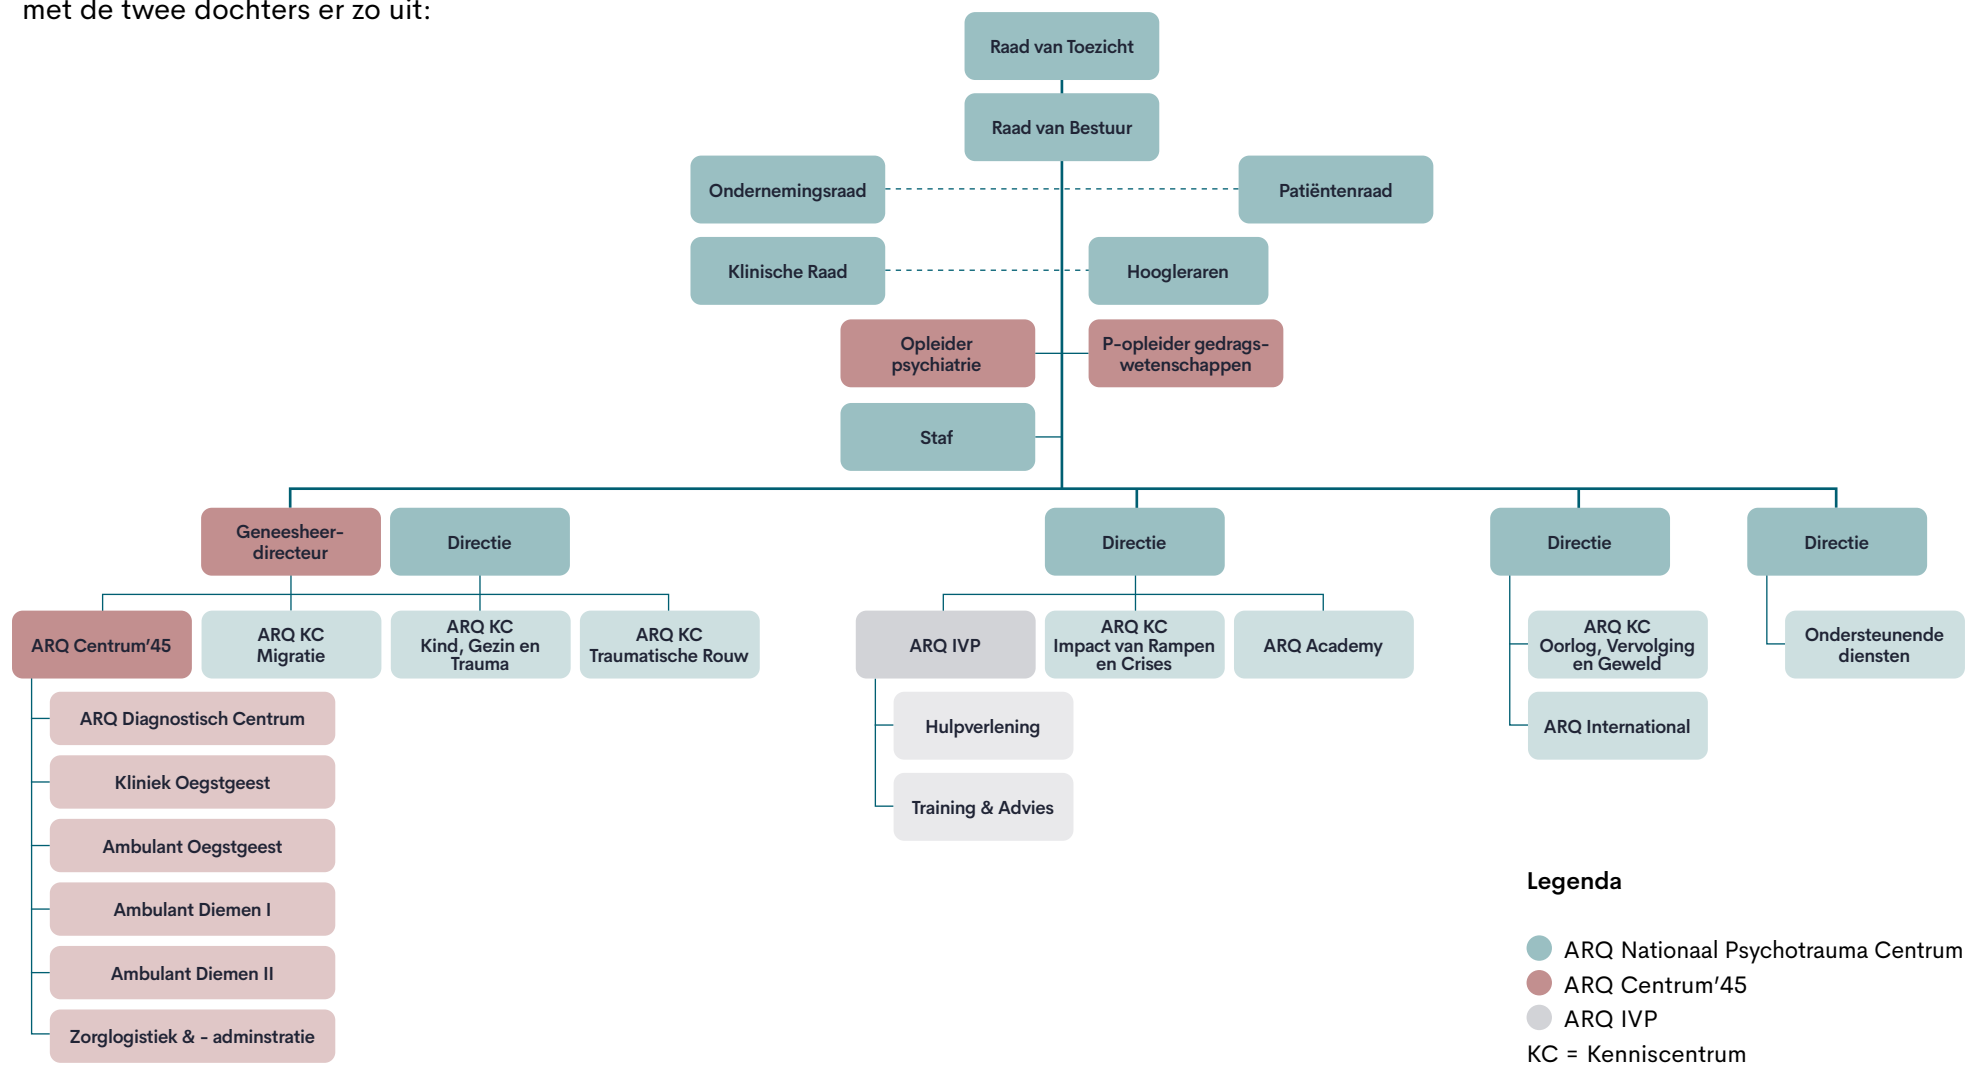 met de twee dochters er zo uit:
Raad van Toezicht
Raad van Bestuur
Ondernemingsraad
Patiëntenraad
Klinische Raad
Hoogleraren
Opleider
psychiatrie
P-opleider gedrags-
wetenschappen
Staf
Geneesheer-
directeur
Directie
Directie
Directie
Directie
ARQ Centrum’45
ARQ KC
Migratie
ARQ KC
Kind, Gezin en
Trauma
ARQ KC
Traumatische Rouw
ARQ IVP
ARQ KC
Impact van Rampen
en Crises
ARQ Academy
ARQ KC
Oorlog, Vervolging
en Geweld
Ondersteunende
diensten
ARQ Diagnostisch Centrum
Kliniek Oegstgeest
Ambulant Oegstgeest
Ambulant Diemen I
Ambulant Diemen II
Zorglogistiek & - adminstratie
Hulpverlening
Training & Advies
ARQ International
Legenda
ARQ Nationaal Psychotrauma Centrum
ARQ Centrum’45
ARQ IVP
KC = Kenniscentrum